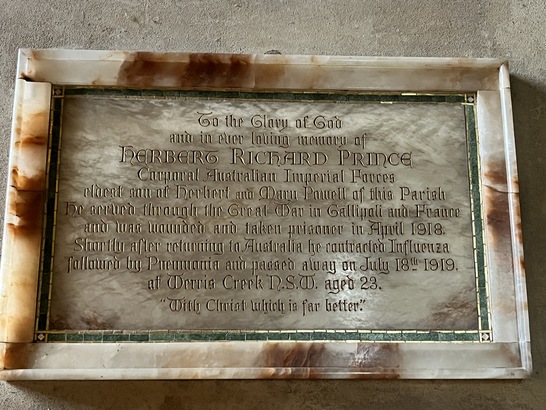 To the Glory of God
and in ever loving memory of
HERBERT RICHARD PRINCE
Corporal Australian Imperial Forces
eldest son of Herbert and Mary Powell of this Parish
He served through the Great War in Gallipoli and France
and was wounded and taken prisoner in April 1918.
Shortly after returning to Australia he contracted Influenza
followed by Pneumonia and passed away on July 18th 1919.
at Werris Creek N.S.W. aged 23.
"With Christ which is far better."